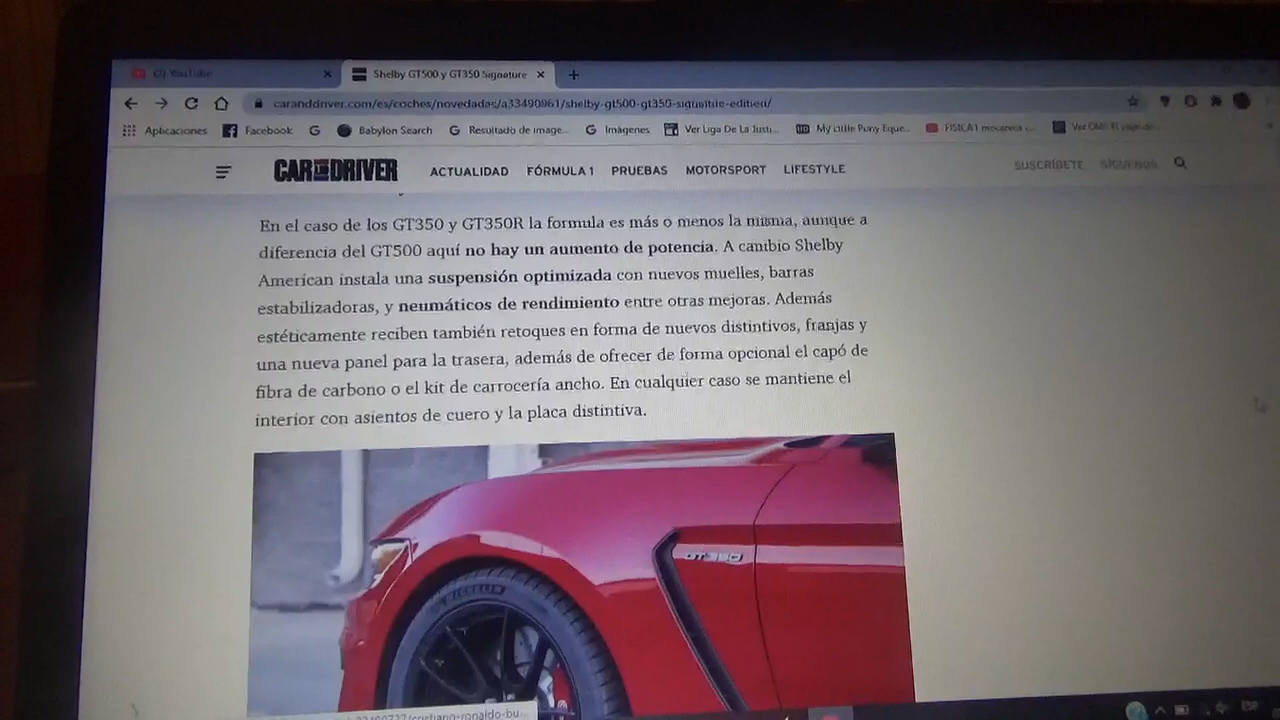 YouTube
Shelby GT500 y GT350 Signature
caranddriver.com/es/coches/novedades/a33490961/shelby-gt500-gt350-signature-edition/
Aplicaciones Facebook Babylon Search Resultado de image... Imágenes Ver Liga De La Justi... My Little Pony Eque... FISICA 1 mecanica
CAR AND DRIVER ACTUALIDAD FÓRMULA 1 PRUEBAS MOTORSPORT LIFESTYLE SUSCRÍBETE SÍGUENOS
En el caso de los GT350 y GT350R la formula es más o menos la misma, aunque a
diferencia del GT500 aquí no hay un aumento de potencia. A cambio Shelby
American instala una suspensión optimizada con nuevos muelles, barras
estabilizadoras, y neumáticos de rendimiento entre otras mejoras. Además
estéticamente reciben también retoques en forma de nuevos distintivos, franjas y
una nueva panel para la trasera, además de ofrecer de forma opcional el capó de
fibra de carbono o el kit de carrocería ancho. En cualquier caso se mantiene el
interior con asientos de cuero y la placa distintiva.
GT350
MICHELIN
ESP